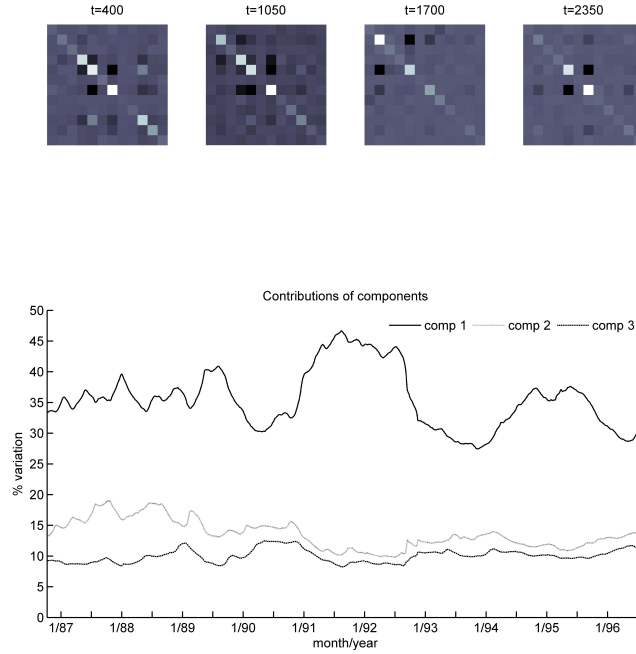 t=400 t=1050 t=1700 t=2350
Contributions of components
50
comp 1 comp 2 comp 3
45
40
35
30
25
20
15
10
5
0
% variation
1/87 1/88 1/89 1/90 1/91 1/92 1/93 1/94 1/95 1/96
month/year